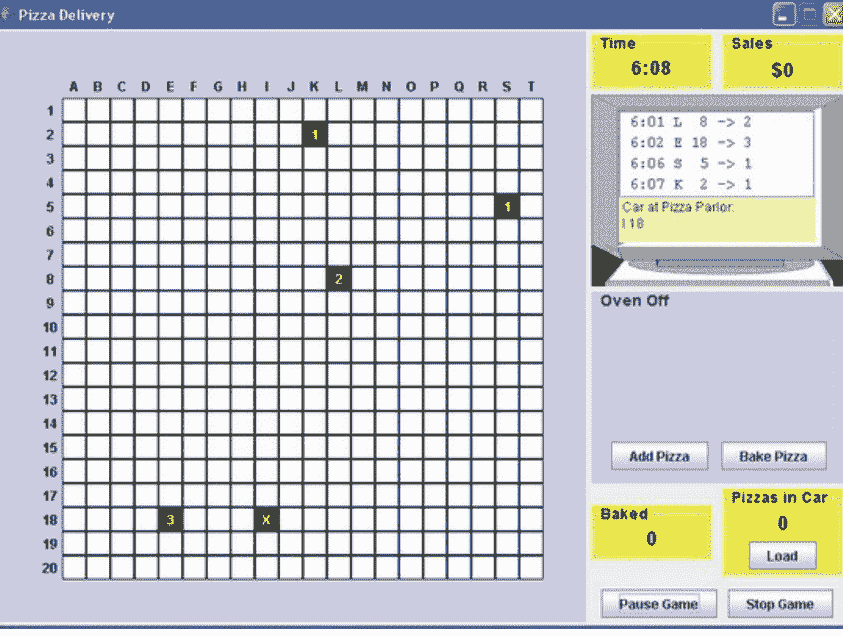 Pizza Delivery
A B C D E F G H I J K L M N O P Q R S T
1
2 1
3
4
5 1
6
7
8 2
9
10
11
12
13
14
15
16
17
18 3 X
19
20
Time
6:08
Sales
$0
6:01 L 8 -> 2
6:02 E 18 -> 3
6:06 S 5 -> 1
6:07 K 2 -> 1
Car at Pizza Parlor:
I 18
Oven Off
Add Pizza
Bake Pizza
Baked
0
Pizzas in Car
0
Load
Pause Game
Stop Game